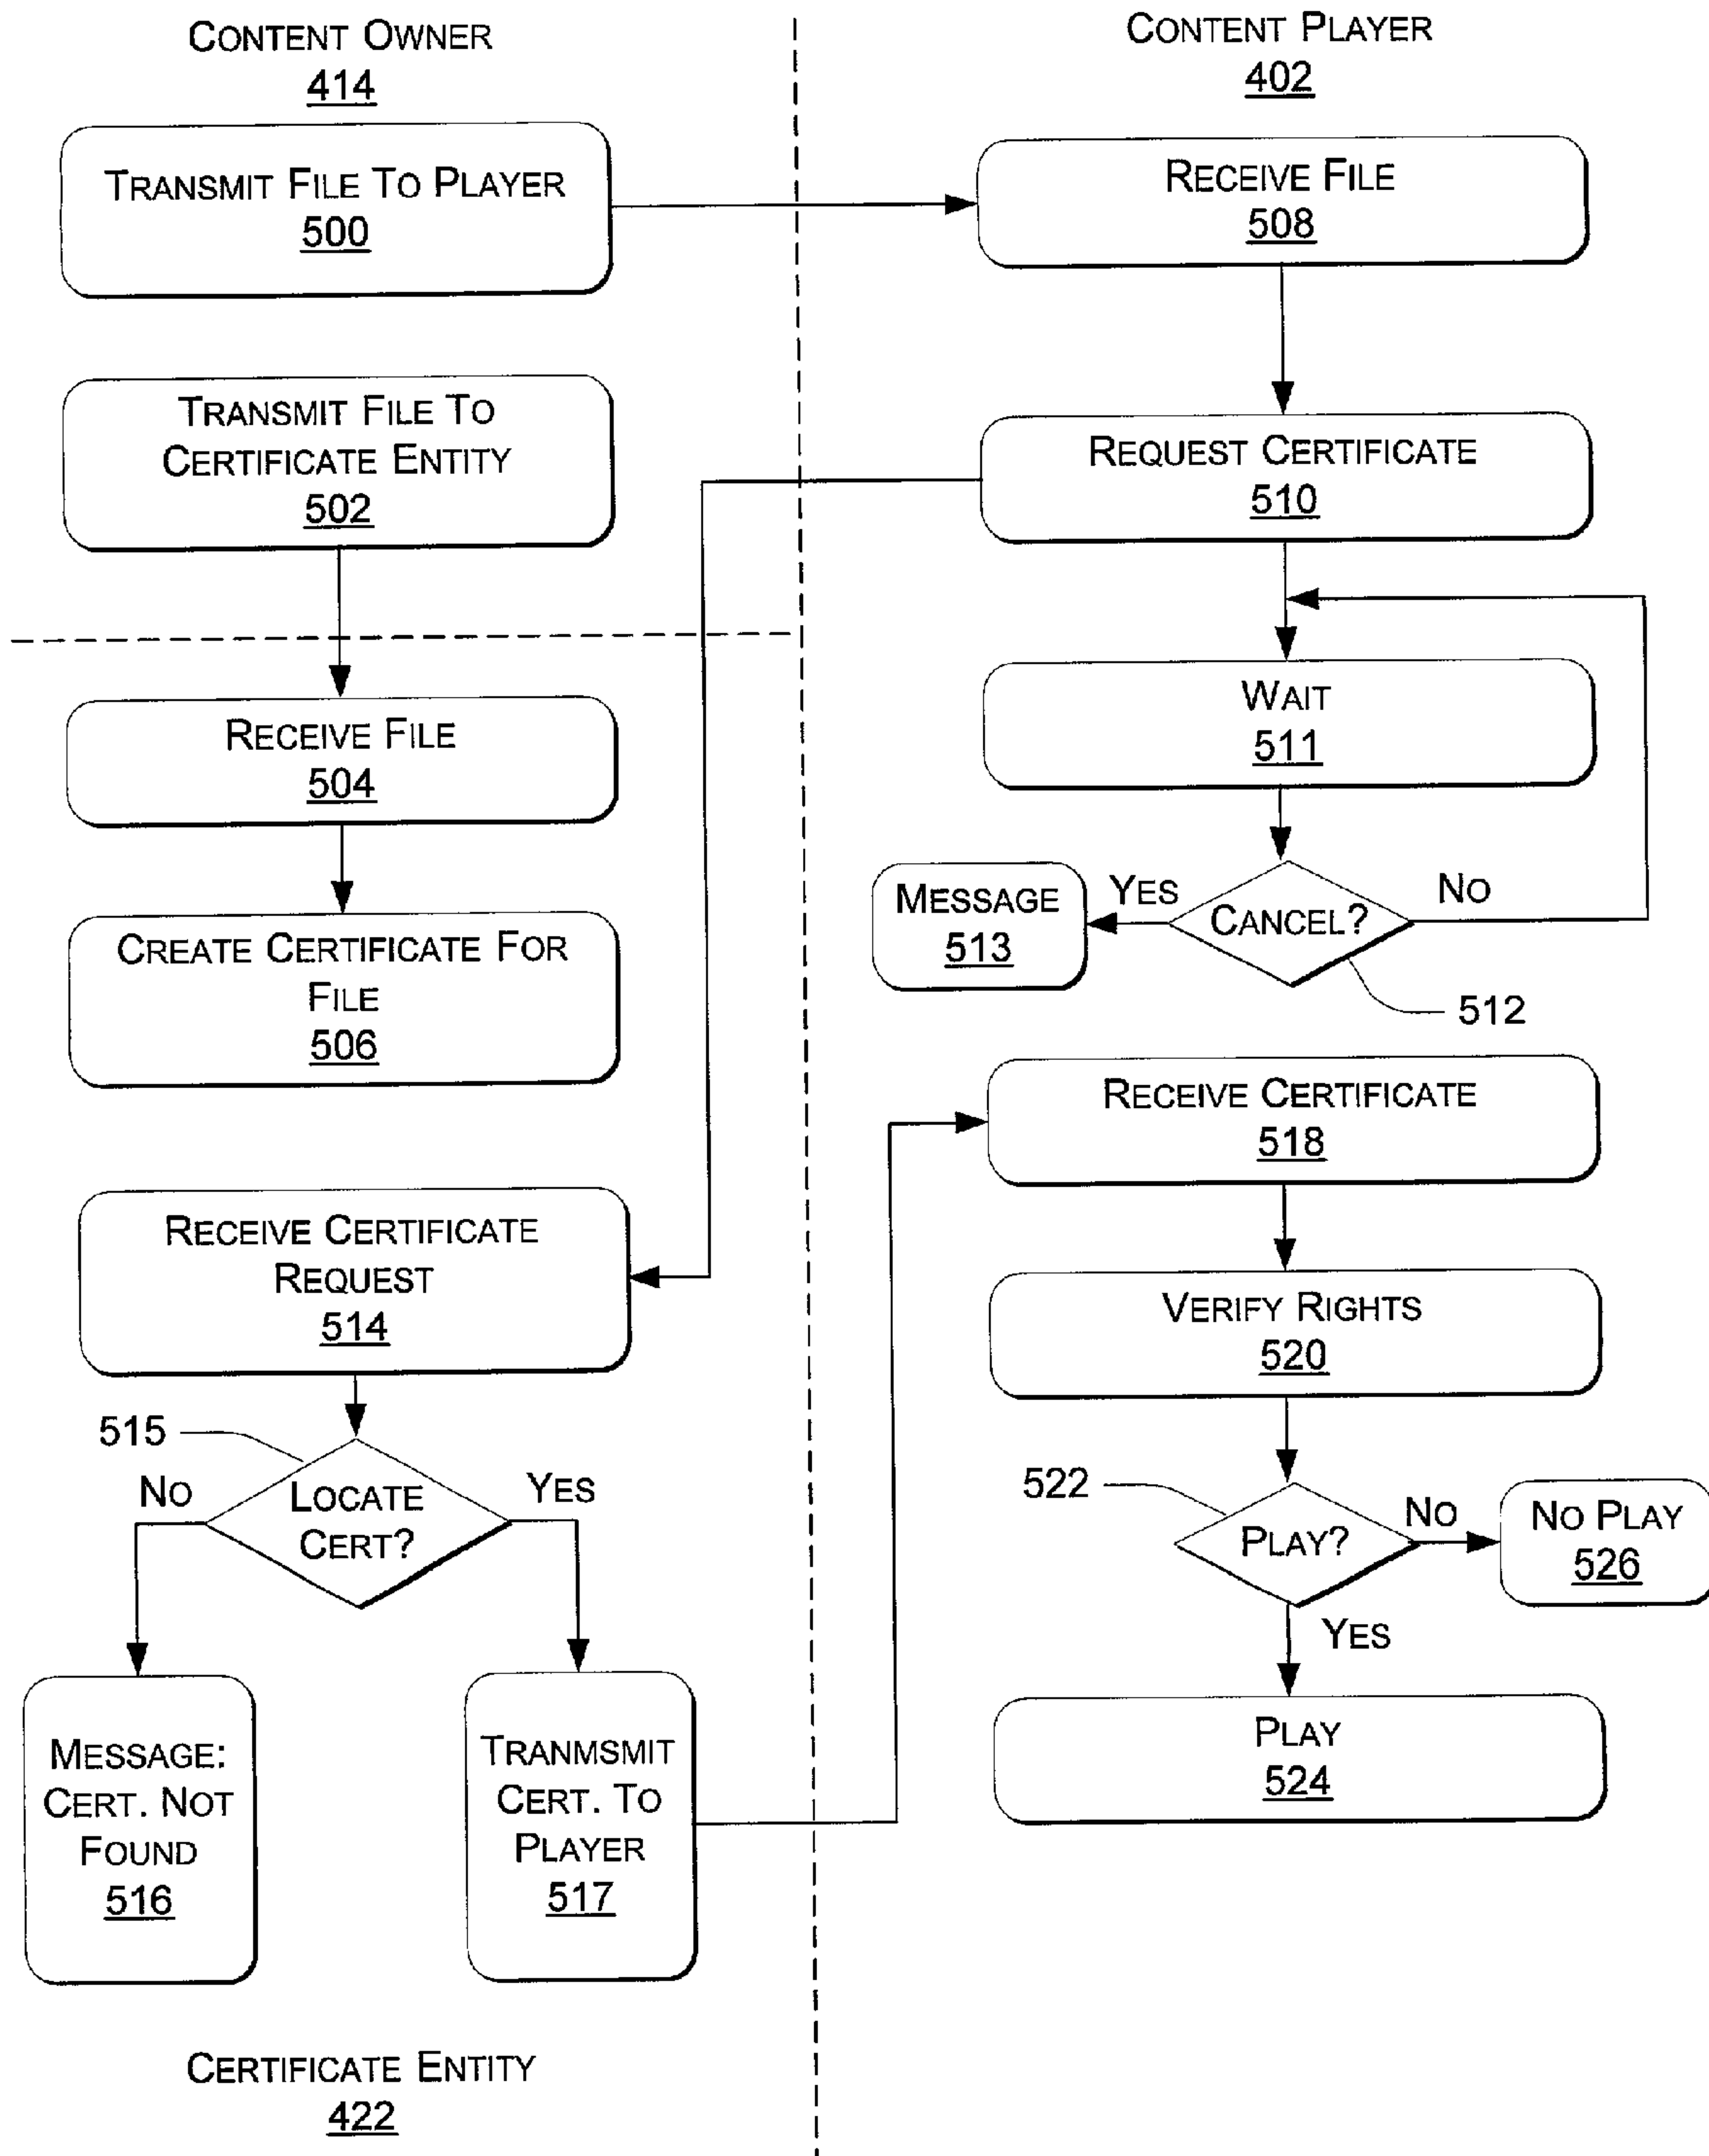 CONTENT OWNER
414
TRANSMIT FILE TO PLAYER
500
TRANSMIT FILE TO
CERTIFICATE ENTITY
502
RECEIVE FILE
504
CREATE CERTIFICATE FOR
FILE
506
RECEIVE CERTIFICATE
REQUEST
514
515
NO
LOCATE
CERT?
YES
MESSAGE:
CERT. NOT
FOUND
516
TRANMSMIT
CERT. TO
PLAYER
517
CERTIFICATE ENTITY
422
CONTENT PLAYER
402
RECEIVE FILE
508
REQUEST CERTIFICATE
510
WAIT
511
MESSAGE
513
YES
CANCEL?
NO
512
RECEIVE CERTIFICATE
518
VERIFY RIGHTS
520
522
PLAY?
NO
NO PLAY
526
YES
PLAY
524